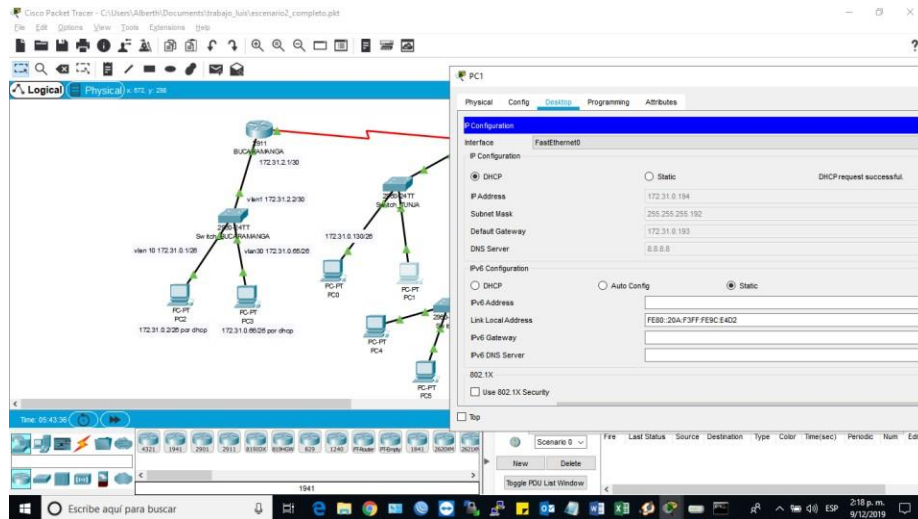 Cisco Packet Tracer - C:\Users\Alberth\Documents\trabajo_luis\escenario2_completo.pkt
File Edit Options View Tools Extensions Help
Logical Physical x: 572, y: 256
2911
BUCARAMANGA
172.31.2.1/30
vlan1 172.31.2.2/30
Switch_BUCARAMANGA
vlan 10 172.31.0.1/26
vlan30 172.31.0.65/26
PC-PT
PC2
172.31.0.2/26 por dhcp
PC-PT
PC3
172.31.0.66/26 por dhcp
Switch_TUNJA
172.31.0.130/26
PC-PT
PC0
PC-PT
PC1
PC-PT
PC4
PC-PT
PC5
PC1
Physical Config Desktop Programming Attributes
IP Configuration
Interface FastEthernet0
IP Configuration
DHCP Static DHCP request successful.
IP Address 172.31.0.194
Subnet Mask 255.255.255.192
Default Gateway 172.31.0.193
DNS Server 8.8.8.8
IPv6 Configuration
DHCP Auto Config Static
IPv6 Address
Link Local Address FE80::20A:F3FF:FE9C:E4D2
IPv6 Gateway
IPv6 DNS Server
802.1X
Use 802.1X Security
Top
Time: 05:43:36
4321 1941 2901 2911 819IOX 819HGW 829 1240 PT-Router PT-Empty 1841 2620XM 2621XM
1941
Scenario 0
New Delete
Toggle PDU List Window
Fire Last Status Source Destination Type Color Time(sec) Periodic Num Edit
Escribe aquí para buscar
ESP
2:18 p. m.
9/12/2019